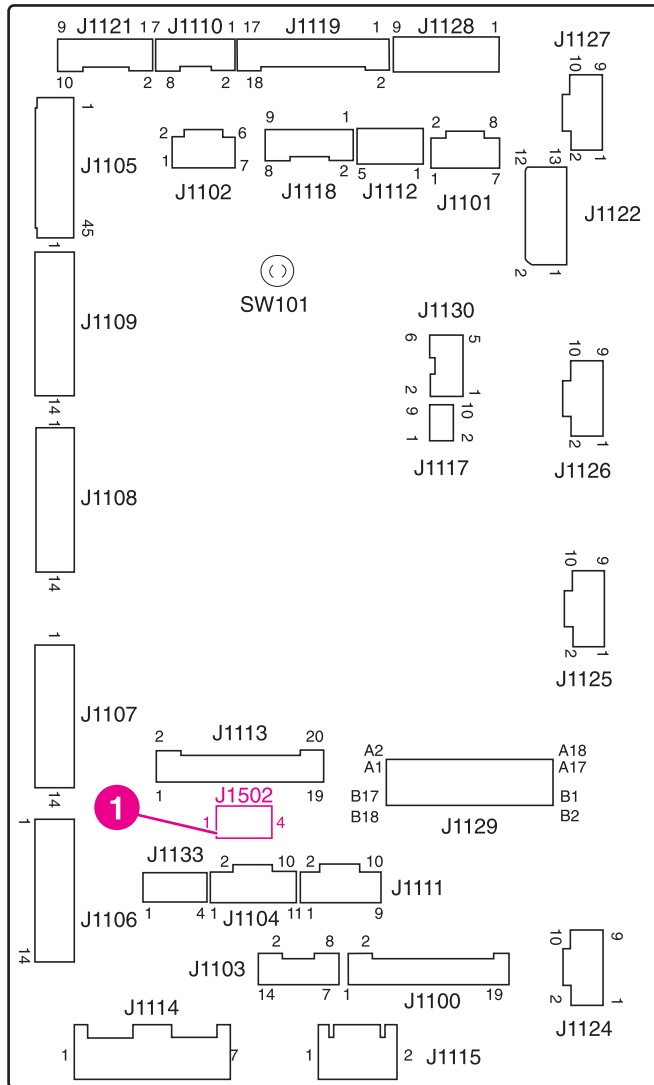 J1121 J1110 J1119 J1128
9 17 1 17 1 9 1
10 2 8 2 18 2
J1127
10 9
2 1
1
J1105
45
2 6
1 7
J1102
9 1
8 2
J1118
5 1
J1112
2 8
1 7
J1101
12 13
J1122
2 1
SW101
1
J1109
14
J1130
6 5
2 1
9 10
1 2
J1117
10 9
2 1
J1126
1
J1108
14
10 9
2 1
J1125
1
J1107
14
2 J1113 20
1 19
A2 A18
A1 A17
B17 B1
B18 B2
J1129
J1502
1 1 4
1
J1106
14
J1133
1 4
2 10
1 11
J1104
2 10
1 9
J1111
J1103
2 8
14 7
2
1 19
J1100
10 9
2 1
J1124
J1114
1 7
1 2
J1115